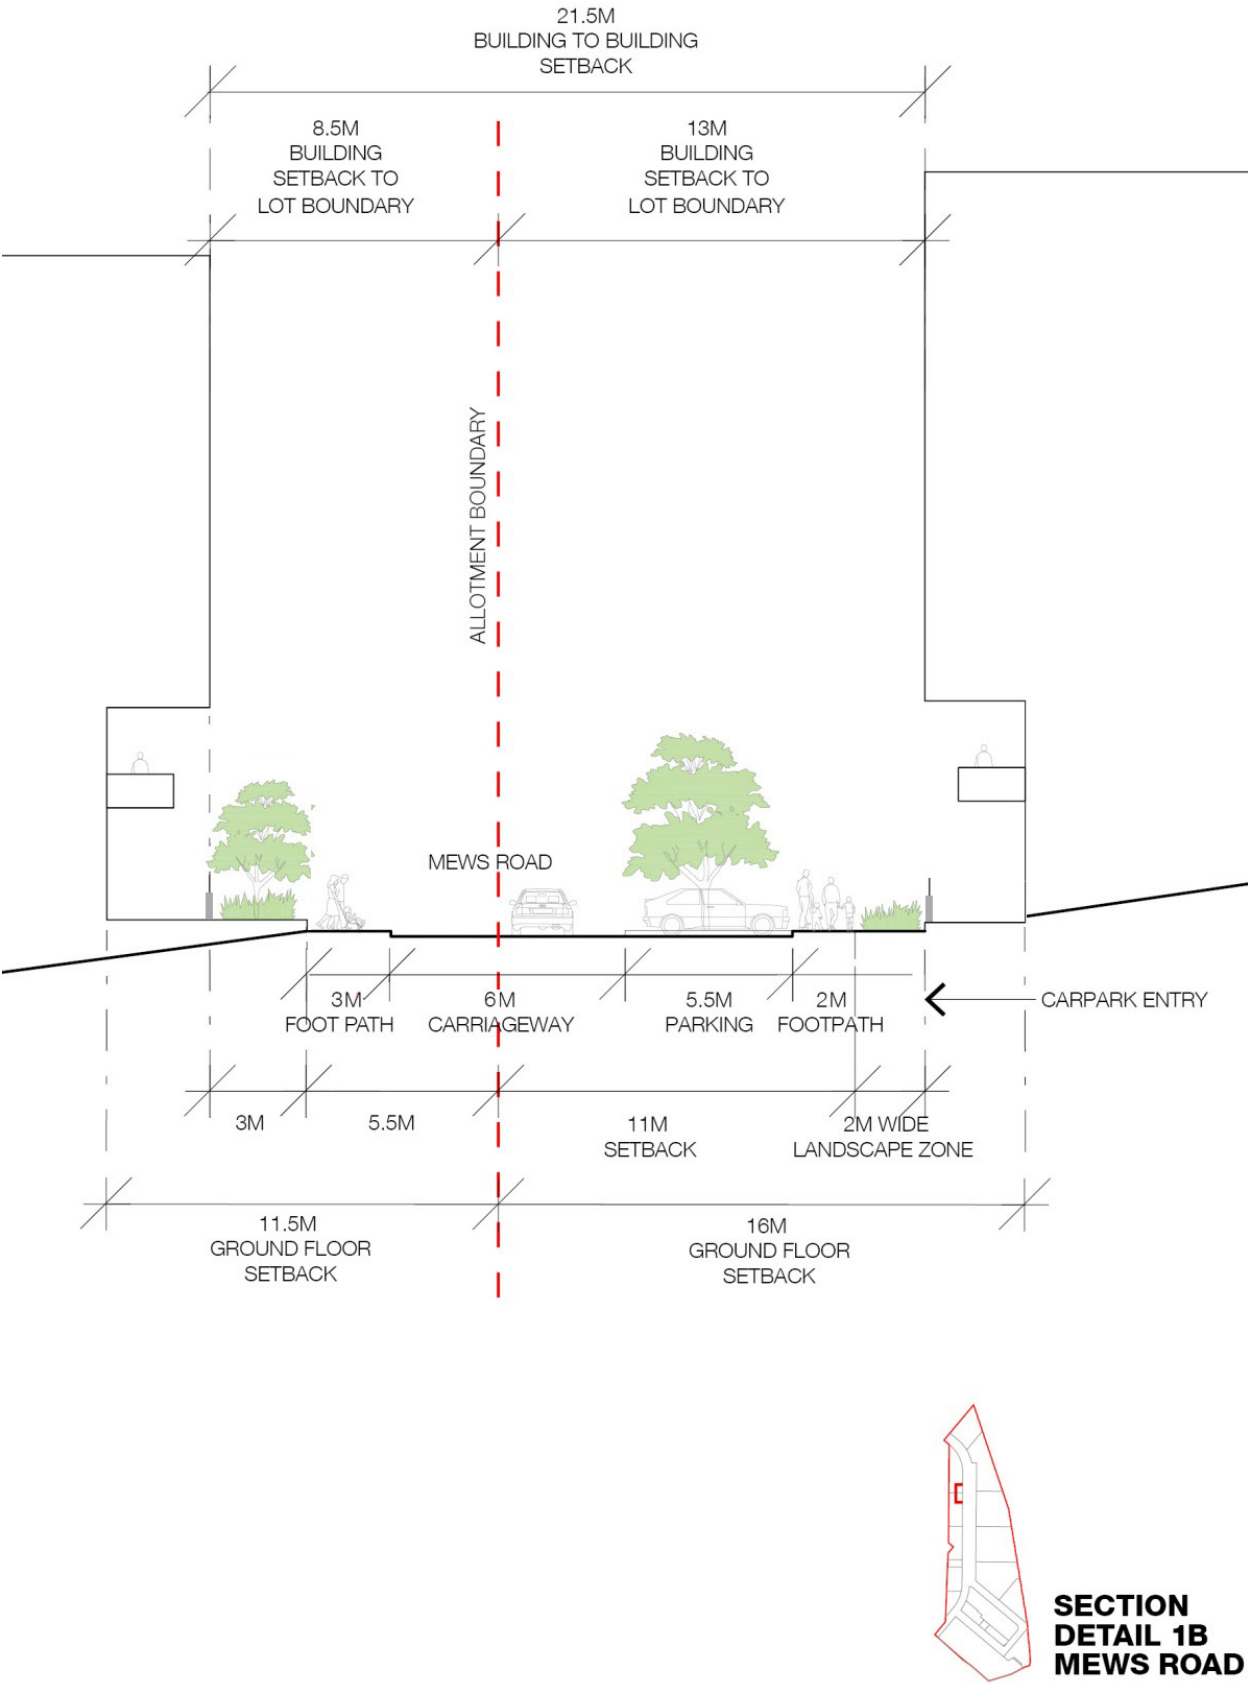 21.5M
BUILDING TO BUILDING
SETBACK
8.5M
BUILDING
SETBACK TO
LOT BOUNDARY
13M
BUILDING
SETBACK TO
LOT BOUNDARY
ALLOTMENT BOUNDARY
MEWS ROAD
3M
FOOT PATH
6M
CARRIAGEWAY
5.5M
PARKING
2M
FOOTPATH
CARPARK ENTRY
3M
5.5M
11M
SETBACK
2M WIDE
LANDSCAPE ZONE
11.5M
GROUND FLOOR
SETBACK
16M
GROUND FLOOR
SETBACK
SECTION
DETAIL 1B
MEWS ROAD